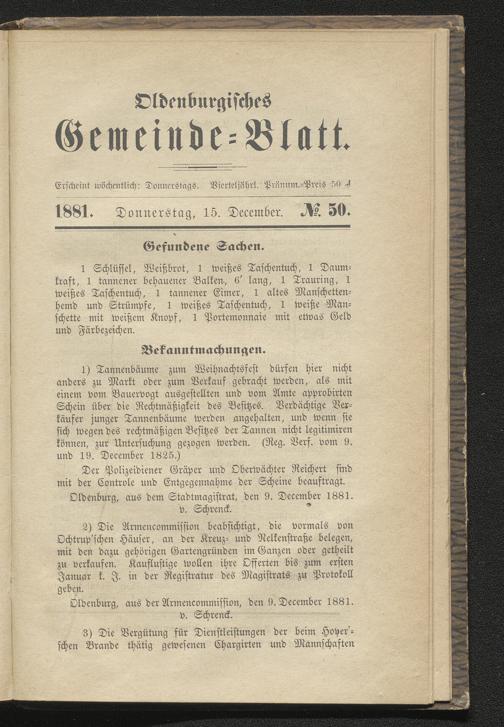 Oldenburgisches
Gemeinde-Blatt.
Erscheint wöchentlich: Donnerstags. Vierteljährl. Pränum.-Preis 50 ₰
1881. Donnerstag, 15. December. № 50.
Gefundene Sachen.
1 Schlüssel, Weißbrot, 1 weißes Taschentuch, 1 Daum-
kraft, 1 tannener behauener Balken, 6' lang, 1 Trauring, 1
weißes Taschentuch, 1 tannener Eimer, 1 altes Manschetten-
hemd und Strümpfe, 1 weißes Taschentuch, 1 weiße Man-
schette mit weißem Knopf, 1 Portemonnaie mit etwas Geld
und Färbezeichen.
Bekanntmachungen.
1) Tannenbäume zum Weihnachtsfest dürfen hier nicht
anders zu Markt oder zum Verkauf gebracht werden, als mit
einem vom Bauervogt ausgestellten und vom Amte approbirten
Schein über die Rechtmäßigkeit des Besitzes. Verdächtige Ver-
käufer junger Tannenbäume werden angehalten, und wenn sie
sich wegen des rechtmäßigen Besitzes der Tannen nicht legitimiren
können, zur Untersuchung gezogen werden. (Reg. Verf. vom 9.
und 19. December 1825.)
Der Polizeidiener Gräper und Oberwächter Reichert sind
mit der Controle und Entgegennahme der Scheine beauftragt.
Oldenburg, aus dem Stadtmagistrat, den 9. December 1881.
v. Schrenck.
2) Die Armencommission beabsichtigt, die vormals von
Ochtrup'schen Häuser, an der Kreuz- und Nelkenstraße belegen,
mit den dazu gehörigen Gartengründen im Ganzen oder getheilt
zu verkaufen. Kauflustige wollen ihre Offerten bis zum ersten
Januar k. J. in der Registratur des Magistrats zu Protokoll
geben.
Oldenburg, aus der Armencommission, den 9. December 1881.
v. Schrenck.
3) Die Vergütung für Dienstleistungen der beim Hoyer'-
schen Brande thätig gewesenen Chargirten und Mannschaften